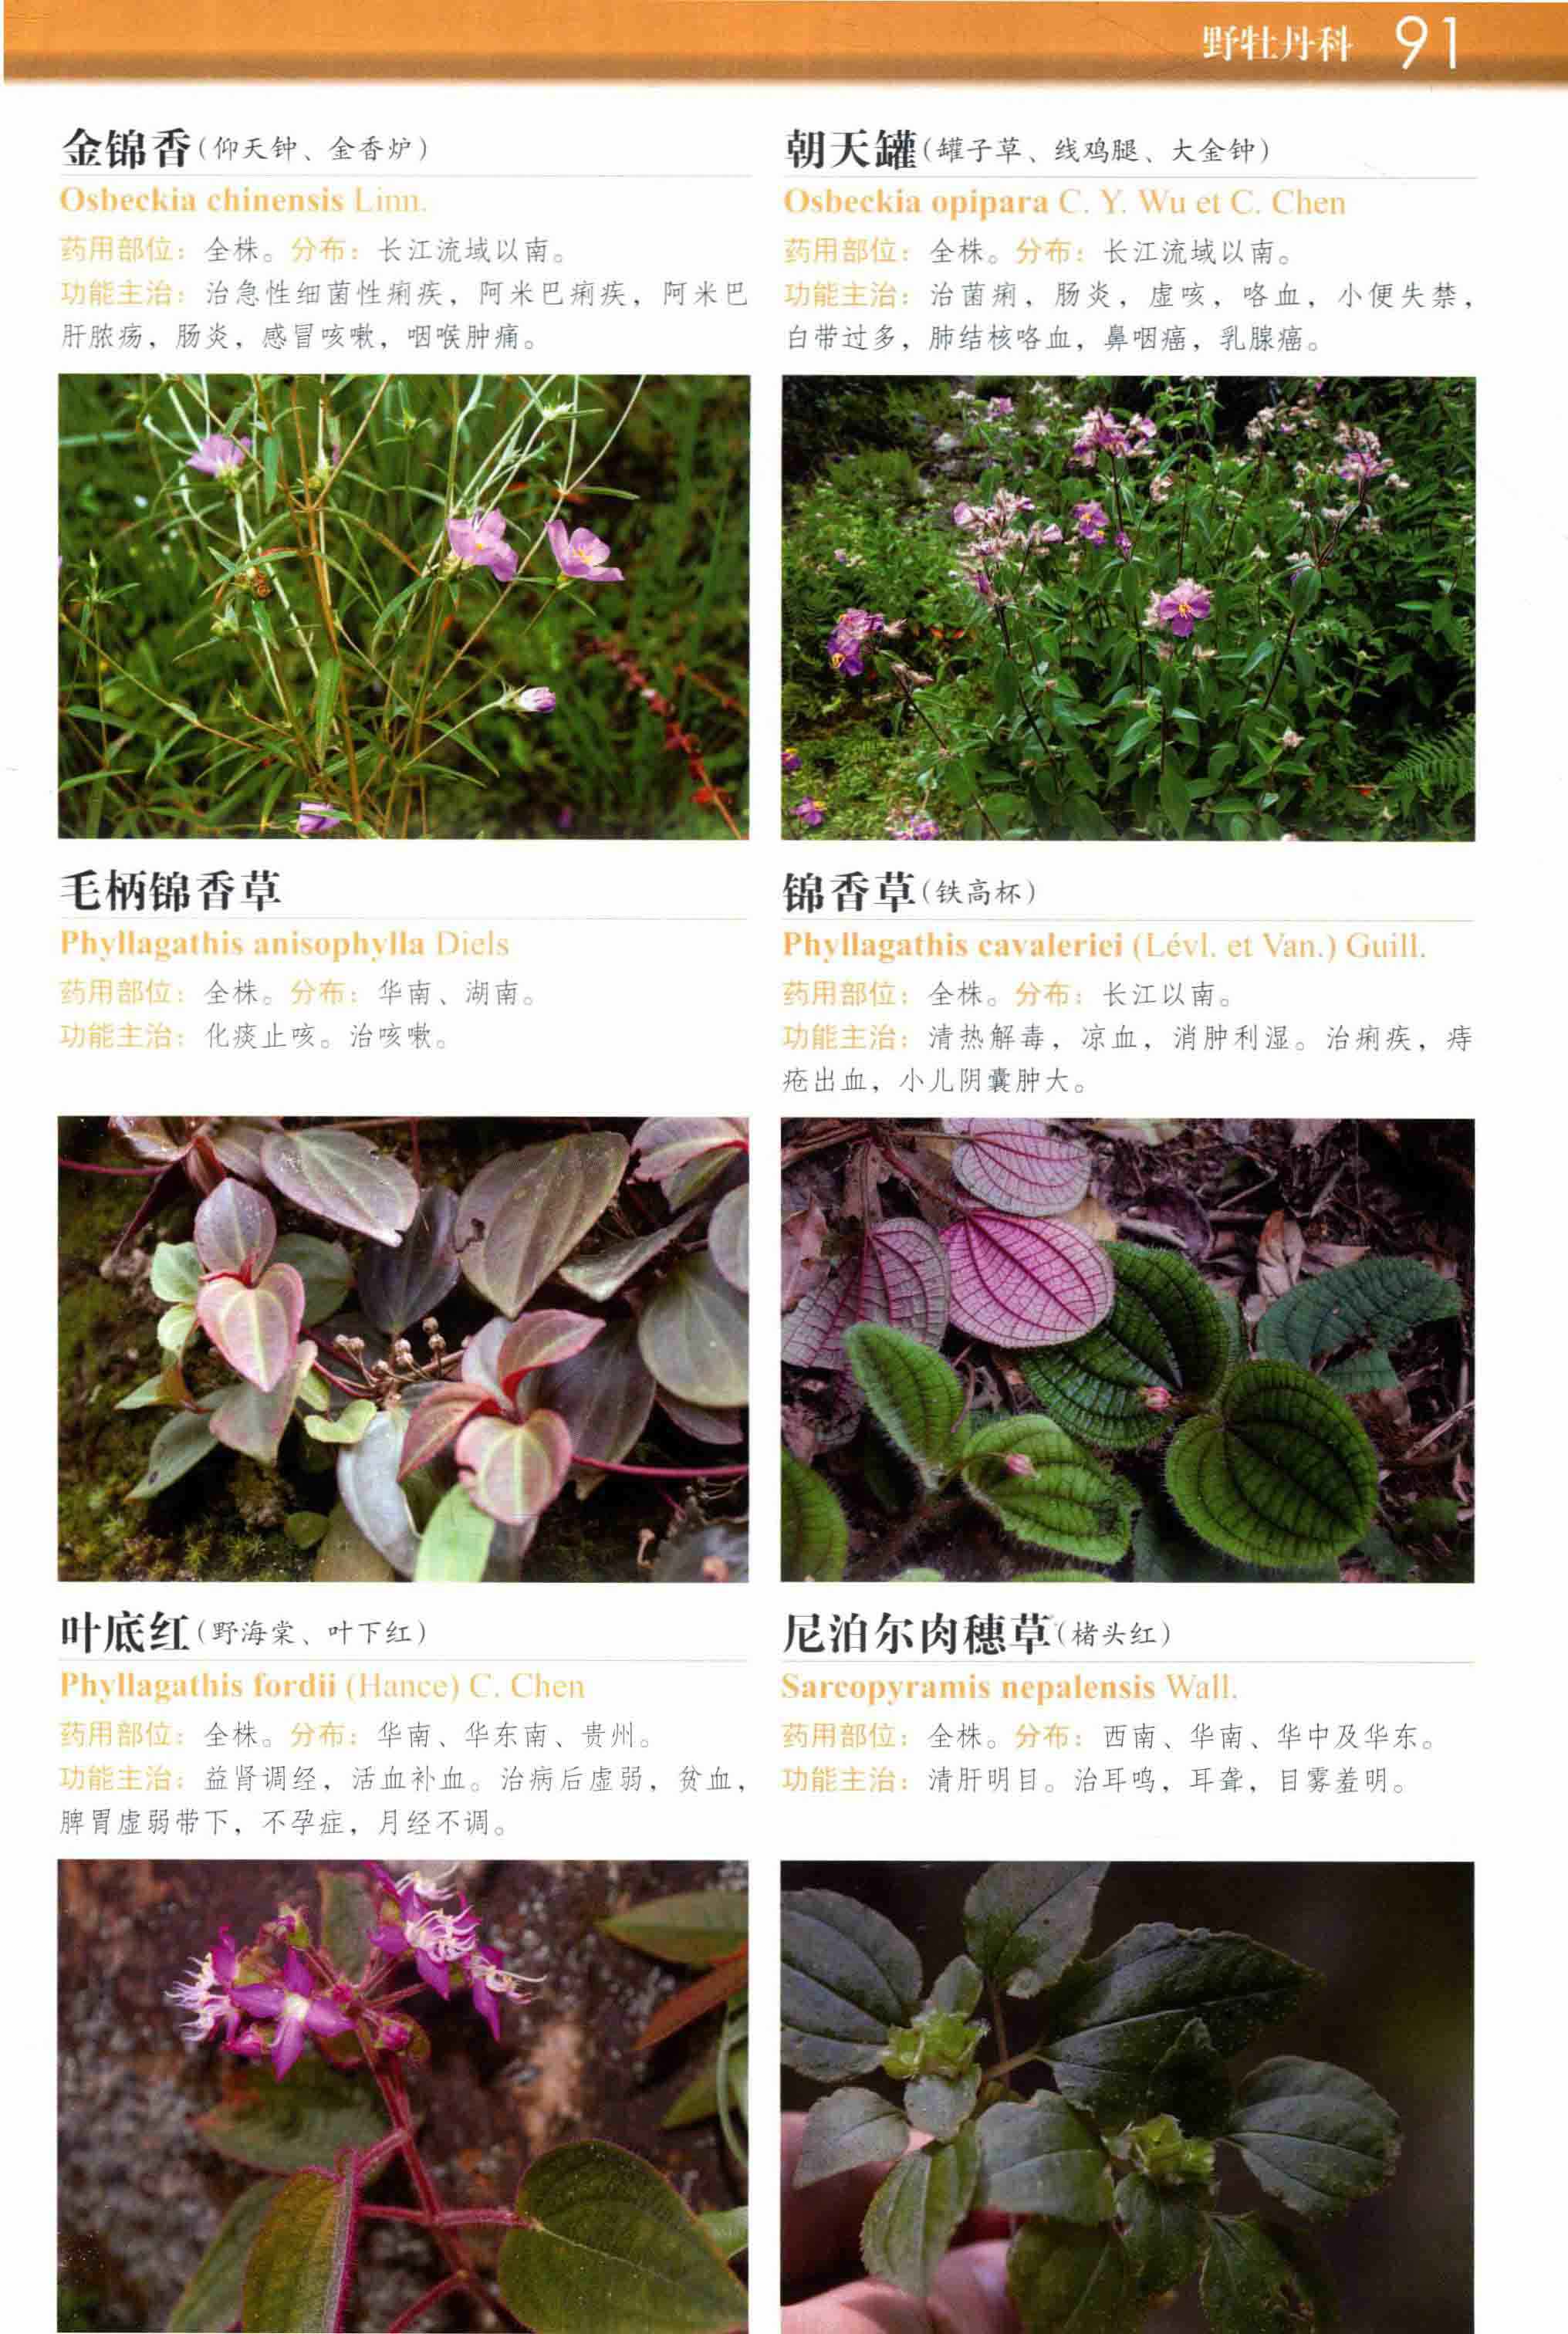 野牡丹科 91
金锦香(仰天钟、金香炉)
Osbeckia chinensis Linn.
药用部位：全株。分布：长江流域以南。
功能主治：治急性细菌性痢疾，阿米巴痢疾，阿米巴
肝脓疡，肠炎，感冒咳嗽，咽喉肿痛。
朝天罐(罐子草、线鸡腿、大金钟)
Osbeckia opipara C. Y. Wu et C. Chen
药用部位：全株。分布：长江流域以南。
功能主治：治菌痢，肠炎，虚咳，咯血，小便失禁，
白带过多，肺结核咯血，鼻咽癌，乳腺癌。
毛柄锦香草
Phyllagathis anisophylla Diels
药用部位：全株。分布：华南、湖南。
功能主治：化痰止咳。治咳嗽。
锦香草(铁高杯)
Phyllagathis cavaleriei (Lévl. et Van.) Guill.
药用部位：全株。分布：长江以南。
功能主治：清热解毒，凉血，消肿利湿。治痢疾，痔
疮出血，小儿阴囊肿大。
叶底红(野海棠、叶下红)
Phyllagathis fordii (Hance) C. Chen
药用部位：全株。分布：华南、华东南、贵州。
功能主治：益肾调经，活血补血。治病后虚弱，贫血，
脾胃虚弱带下，不孕症，月经不调。
尼泊尔肉穗草(楮头红)
Sarcopyramis nepalensis Wall.
药用部位：全株。分布：西南、华南、华中及华东。
功能主治：清肝明目。治耳鸣，耳聋，目雾羞明。